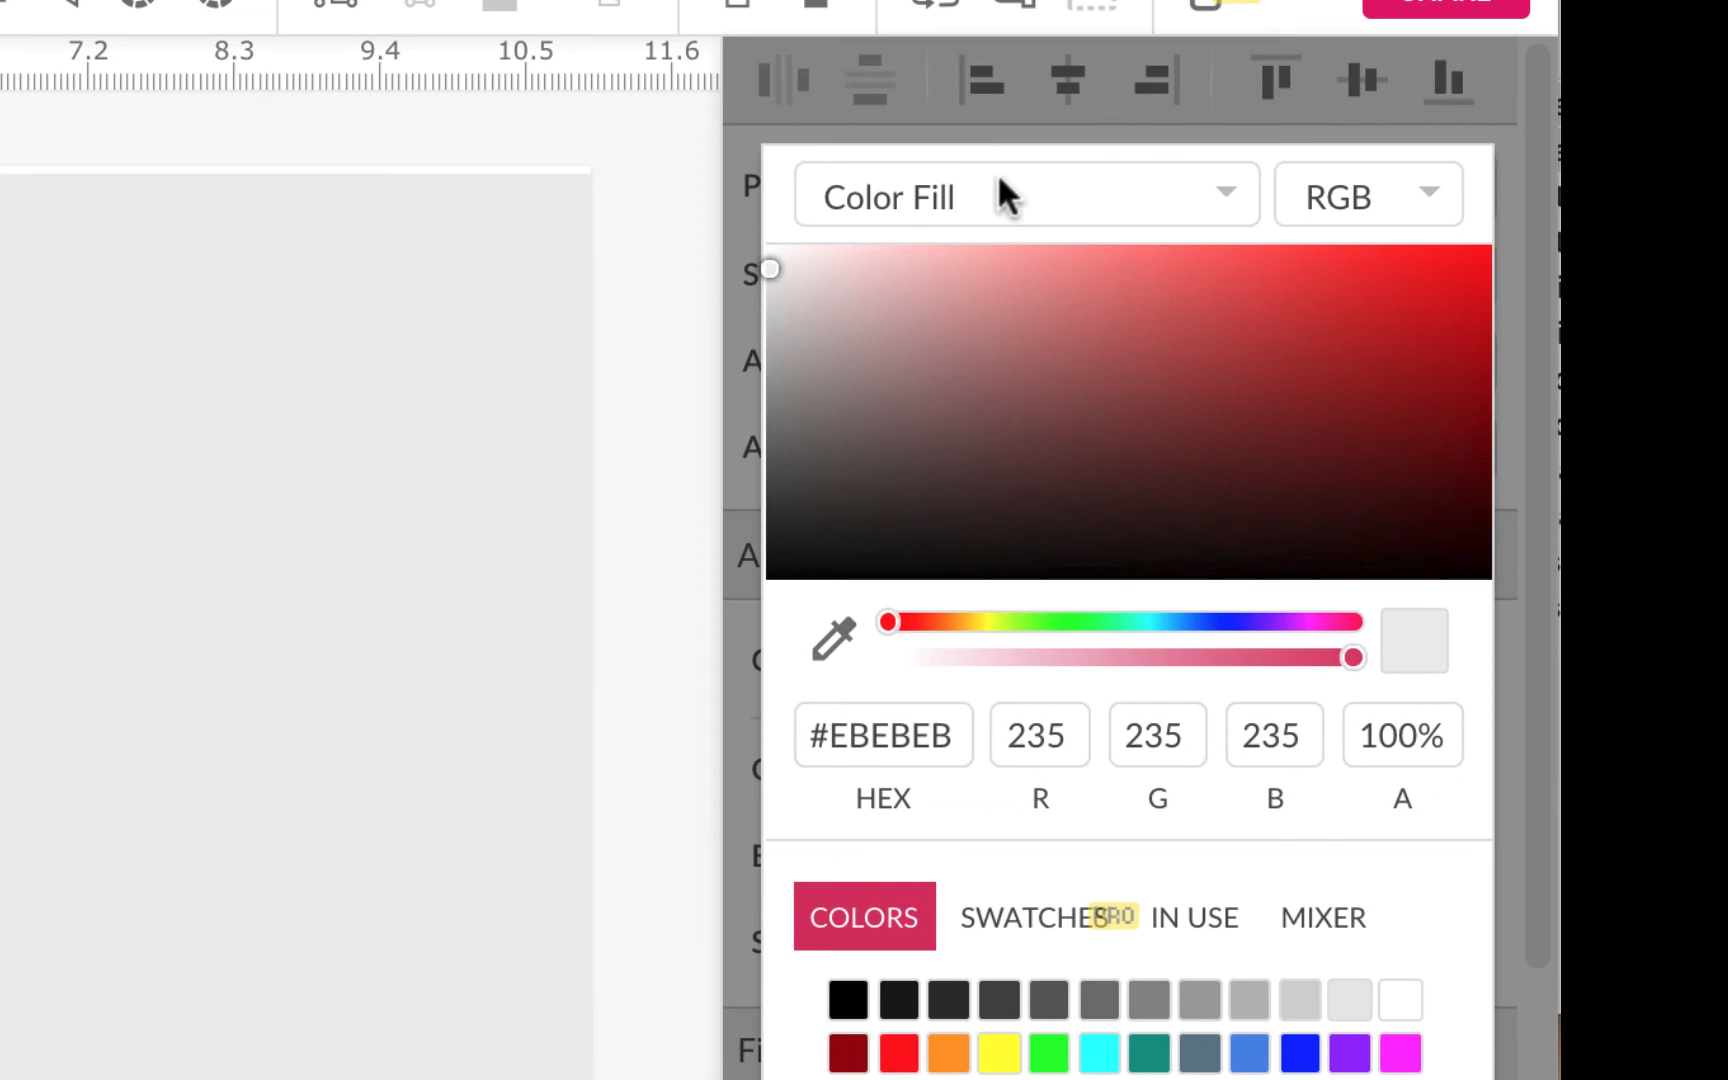 7.2 8.3 9.4 10.5 11.6
P
Color Fill RGB
S
A
A
A
#EBEBEB 235 235 235 100%
HEX R G B A
COLORS SWATCHES PRO IN USE MIXER
S
Fi